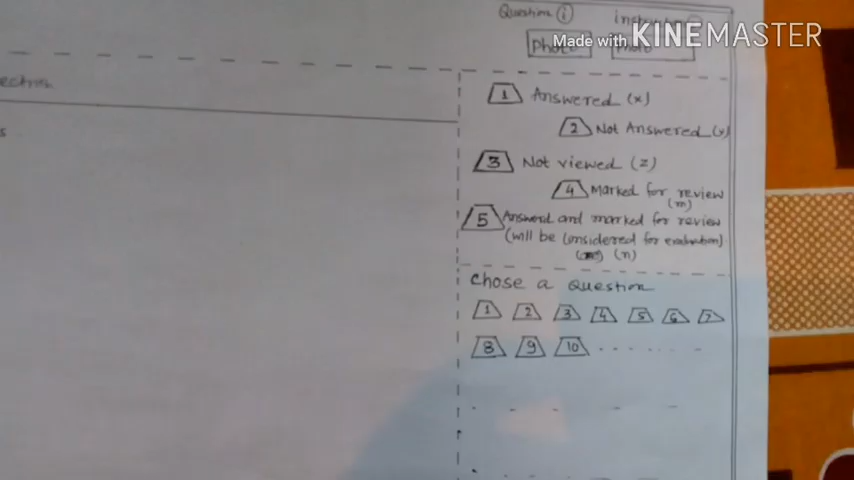 Question i
Made with KINEMASTER
Photo
ection
s
1 Answered (x)
2 Not Answered (y)
3 Not viewed (z)
4 Marked for review
(m)
5 Answerd and marked for review
(will be considered for evaluation)
(n)
Chose a Question
1 2 3 4 5 6 7
8 9 10